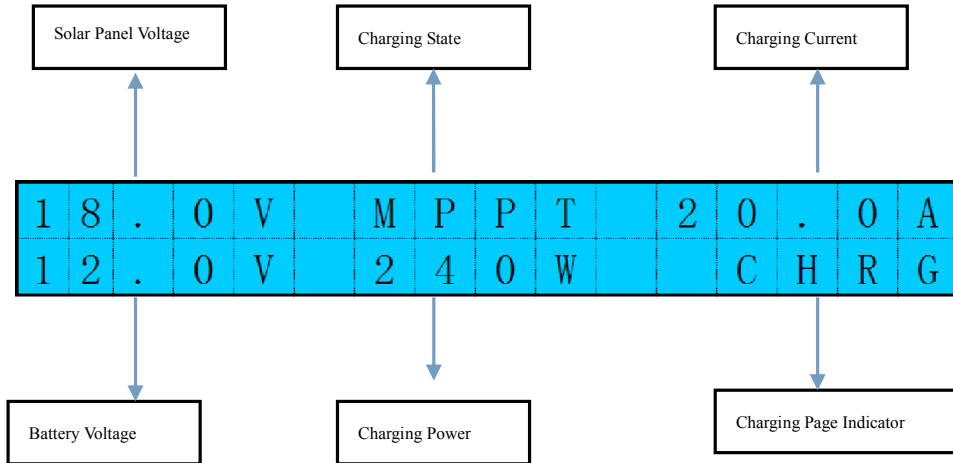 Solar Panel Voltage
Charging State
Charging Current
18.0V MPPT 20.0A
12.0V 240W CHRG
Battery Voltage
Charging Power
Charging Page Indicator